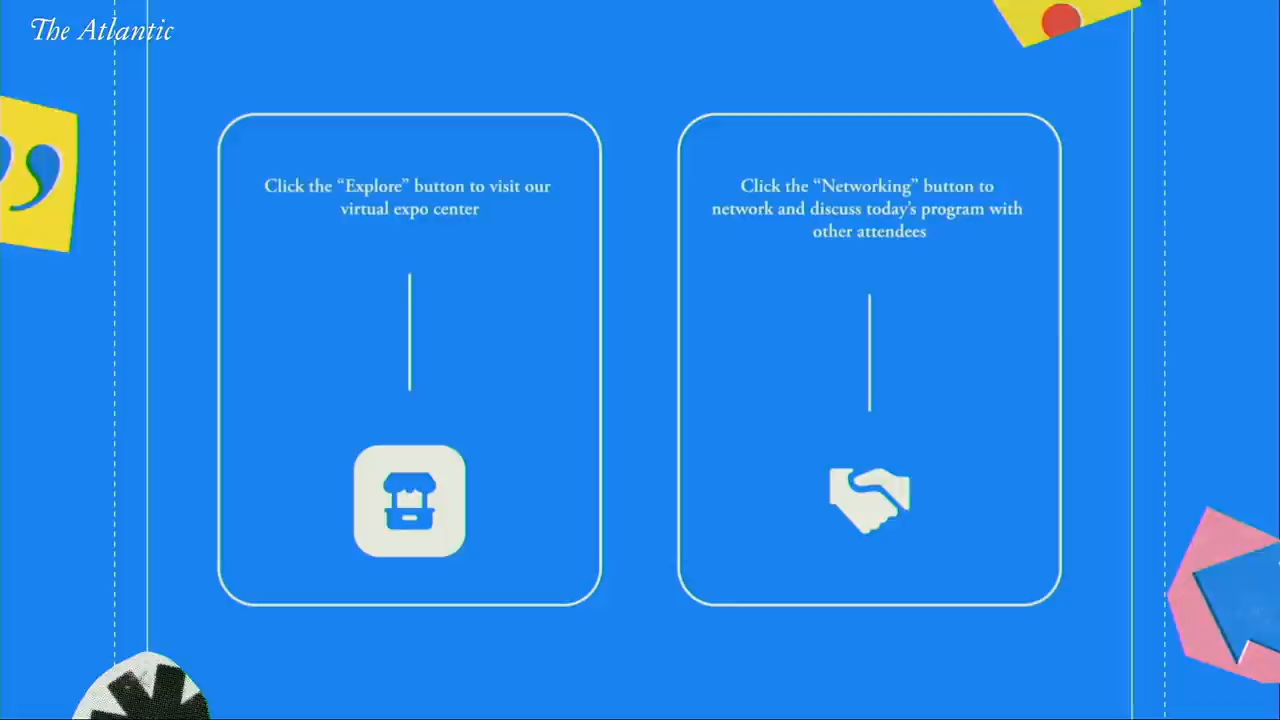 The Atlantic
Click the “Explore” button to visit our
virtual expo center
Click the “Networking” button to
network and discuss today’s program with
other attendees